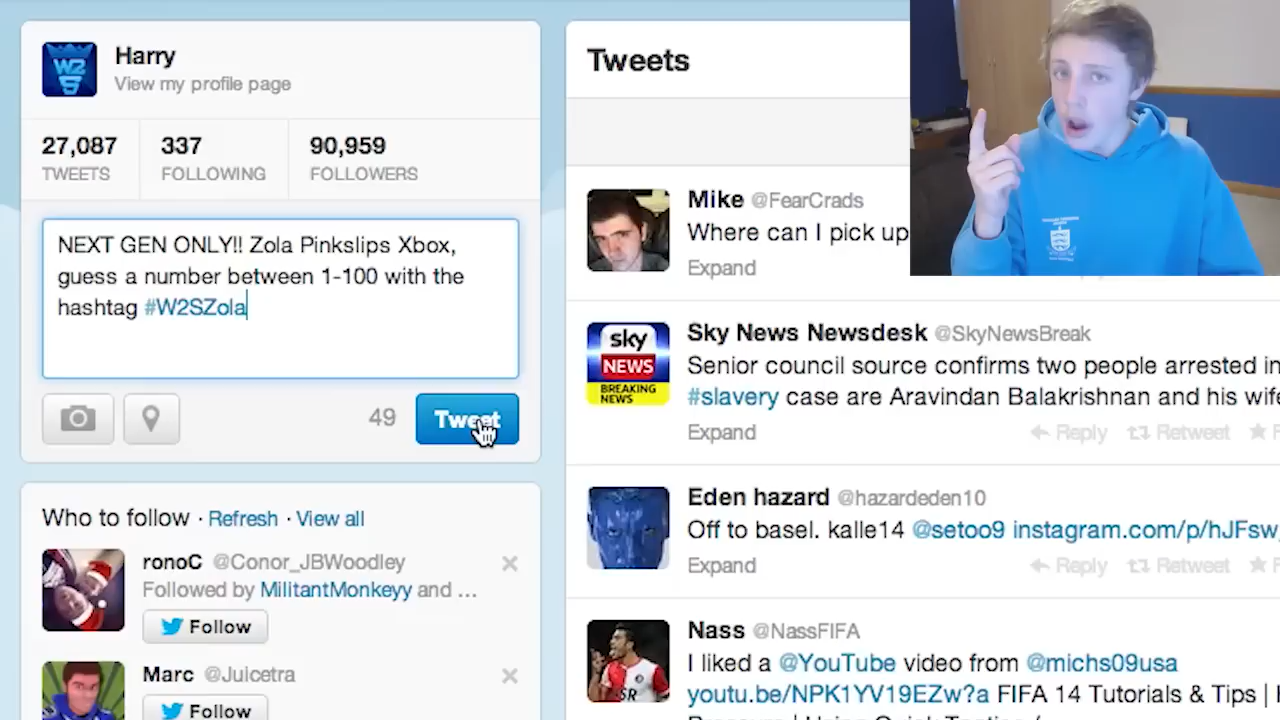 Harry
View my profile page
27,087
337
90,959
TWEETS
FOLLOWING
FOLLOWERS
NEXT GEN ONLY!! Zola Pinkslips Xbox,
guess a number between 1-100 with the
hashtag #W2SZola
49
Tweet
Who to follow · Refresh · View all
ronoC @Conor_JBWoodley
Followed by MilitantMonkeyy and ...
Follow
Marc @Juicetra
Follow
Tweets
Mike @FearCrads
Where can I pick up
Expand
sky
NEWS
BREAKING
NEWS
Sky News Newsdesk @SkyNewsBreak
Senior council source confirms two people arrested in
#slavery case are Aravindan Balakrishnan and his wife
Expand
Reply
Retweet
Eden hazard @hazardeden10
Off to basel. kalle14 @setoo9 instagram.com/p/hJFsw
Expand
Reply
Retweet
Nass @NassFIFA
I liked a @YouTube video from @michs09usa
youtu.be/NPK1YV19EZw?a FIFA 14 Tutorials & Tips |
W2S